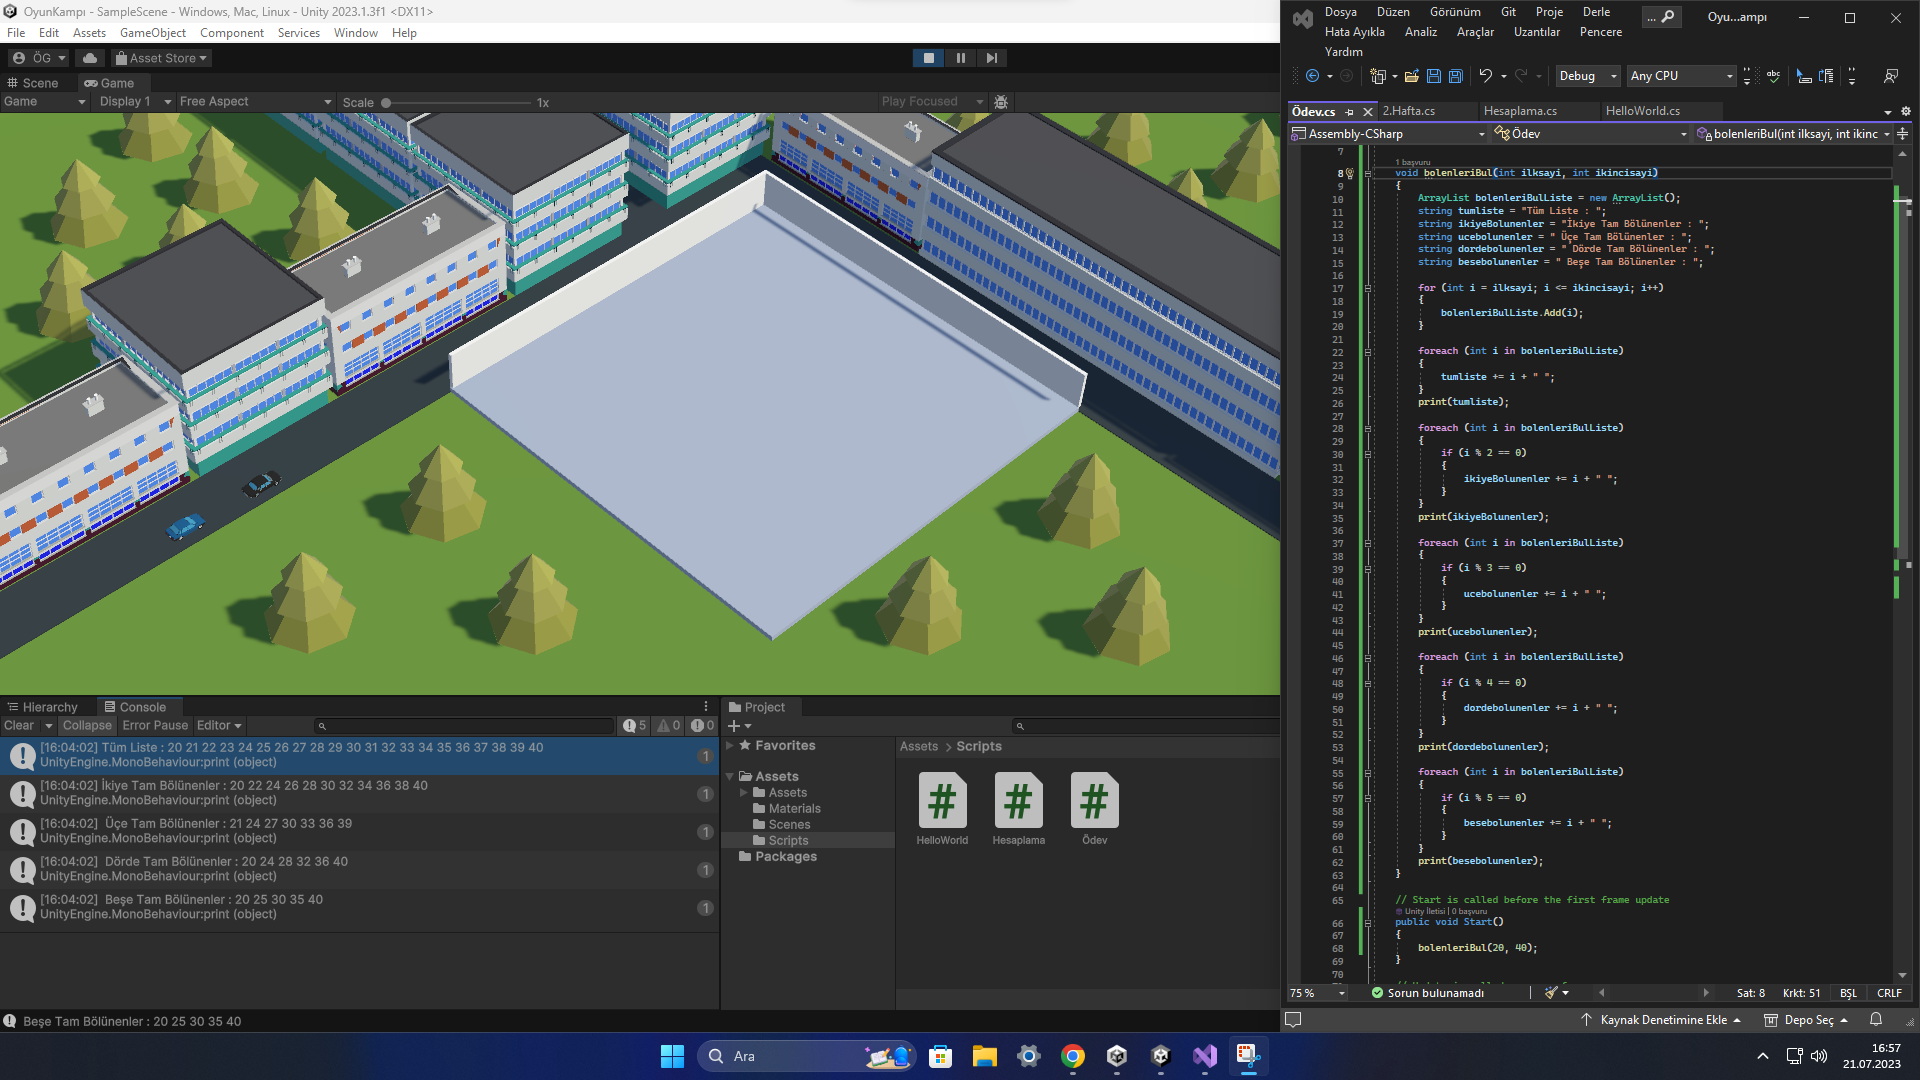 OyunKampı - SampleScene - Windows, Mac, Linux - Unity 2023.1.3f1 <DX11>
File Edit Assets GameObject Component Services Window Help
ÖG Asset Store
Scene Game
Game Display 1 Free Aspect Scale 1x Play Focused
Hierarchy Console
Clear Collapse Error Pause Editor 5 0 0
[16:04:02] Tüm Liste : 20 21 22 23 24 25 26 27 28 29 30 31 32 33 34 35 36 37 38 39 40
UnityEngine.MonoBehaviour:print (object)
1
[16:04:02] İkiye Tam Bölünenler : 20 22 24 26 28 30 32 34 36 38 40
UnityEngine.MonoBehaviour:print (object)
1
[16:04:02]  Üçe Tam Bölünenler : 21 24 27 30 33 36 39
UnityEngine.MonoBehaviour:print (object)
1
[16:04:02]  Dörde Tam Bölünenler : 20 24 28 32 36 40
UnityEngine.MonoBehaviour:print (object)
1
[16:04:02]  Beşe Tam Bölünenler : 20 25 30 35 40
UnityEngine.MonoBehaviour:print (object)
1
Beşe Tam Bölünenler : 20 25 30 35 40
Project
Favorites
Assets
Assets
Materials
Scenes
Scripts
Packages
Assets > Scripts
HelloWorld Hesaplama Ödev
Dosya Düzen Görünüm Git Proje Derle
Hata Ayıkla Analiz Araçlar Uzantılar Pencere
Yardım
... Oyu...ampı
Debug Any CPU
Ödev.cs 2.Hafta.cs Hesaplama.cs HelloWorld.cs
Assembly-CSharp Ödev bolenleriBul(int ilksayi, int ikinc
7
1 başvuru
8 void bolenleriBul(int ilksayi, int ikincisayi)
9 {
10 ArrayList bolenleriBulListe = new ArrayList();
11 string tumliste = "Tüm Liste : ";
12 string ikiyeBolunenler = "İkiye Tam Bölünenler : ";
13 string ucebolunenler = " Üçe Tam Bölünenler : ";
14 string dordebolunenler = " Dörde Tam Bölünenler : ";
15 string besebolunenler = " Beşe Tam Bölünenler : ";
16
17 for (int i = ilksayi; i <= ikincisayi; i++)
18 {
19 bolenleriBulListe.Add(i);
20 }
21
22 foreach (int i in bolenleriBulListe)
23 {
24 tumliste += i + " ";
25 }
26 print(tumliste);
27
28 foreach (int i in bolenleriBulListe)
29 {
30 if (i % 2 == 0)
31 {
32 ikiyeBolunenler += i + " ";
33 }
34 }
35 print(ikiyeBolunenler);
36
37 foreach (int i in bolenleriBulListe)
38 {
39 if (i % 3 == 0)
40 {
41 ucebolunenler += i + " ";
42 }
43 }
44 print(ucebolunenler);
45
46 foreach (int i in bolenleriBulListe)
47 {
48 if (i % 4 == 0)
49 {
50 dordebolunenler += i + " ";
51 }
52 }
53 print(dordebolunenler);
54
55 foreach (int i in bolenleriBulListe)
56 {
57 if (i % 5 == 0)
58 {
59 besebolunenler += i + " ";
60 }
61 }
62 print(besebolunenler);
63 }
64
65 // Start is called before the first frame update
Unity İletisi | 0 başvuru
66 public void Start()
67 {
68 bolenleriBul(20, 40);
69 }
70
75 % Sorun bulunamadı Sat: 8 Krkt: 51 BŞL CRLF
Kaynak Denetimine Ekle Depo Seç
Ara
16:57
21.07.2023